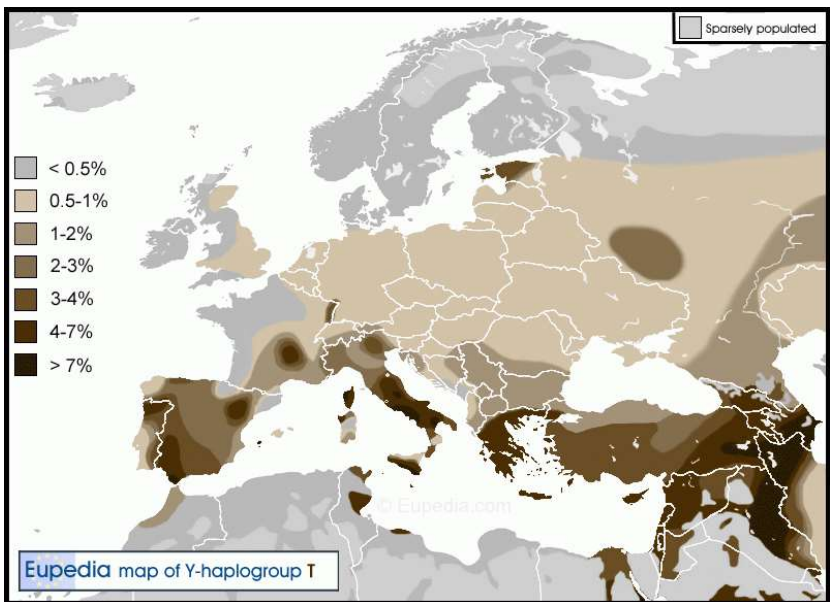 Sparsely populated
< 0.5%
0.5-1%
1-2%
2-3%
3-4%
4-7%
> 7%
© Eupedia.com
Eupedia map of Y-haplogroup T